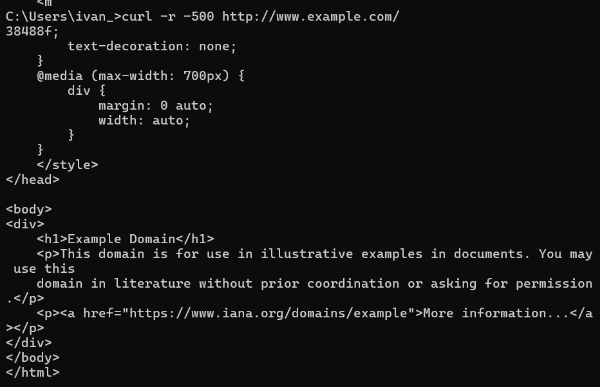 <m
C:\Users\ivan_>curl -r -500 http://www.example.com/
38488f;
        text-decoration: none;
    }
    @media (max-width: 700px) {
        div {
            margin: 0 auto;
            width: auto;
        }
    }
    </style>
</head>

<body>
<div>
    <h1>Example Domain</h1>
    <p>This domain is for use in illustrative examples in documents. You may
 use this
    domain in literature without prior coordination or asking for permission
.</p>
    <p><a href="https://www.iana.org/domains/example">More information...</a
></p>
</div>
</body>
</html>